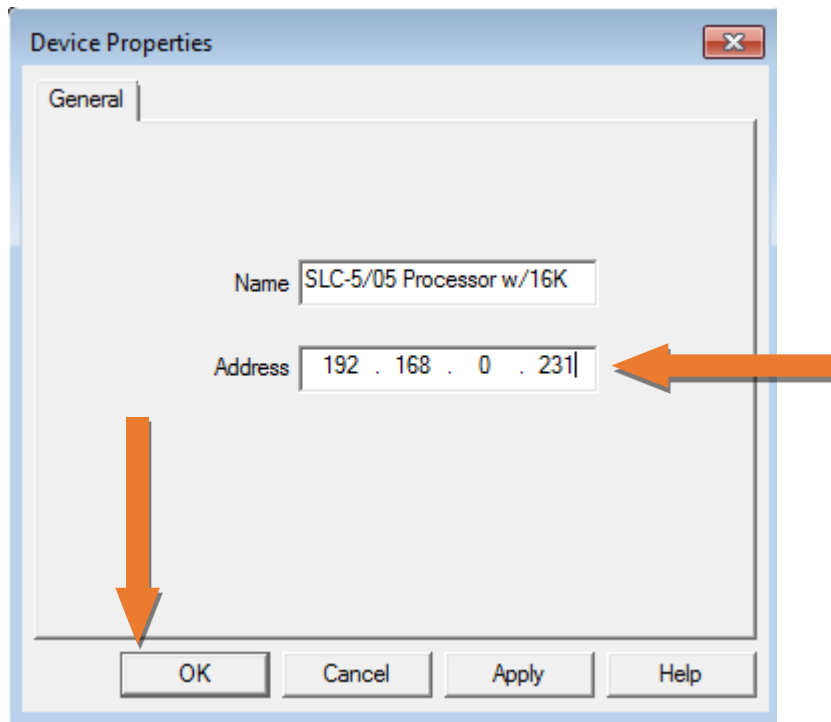 Device Properties
General
Name SLC-5/05 Processor w/16K
Address 192 . 168 . 0 . 231
OK Cancel Apply Help